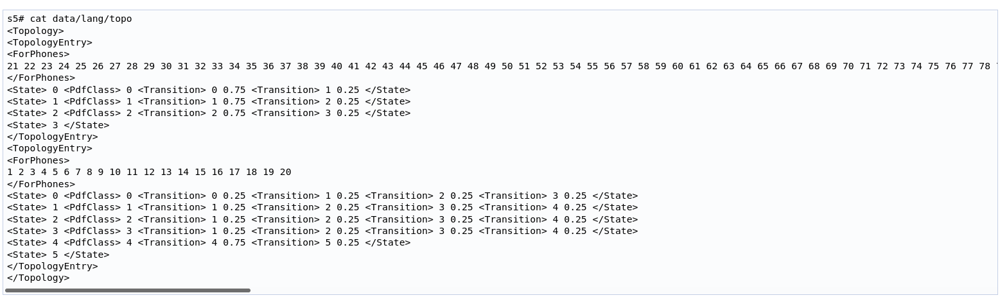 s5# cat data/lang/topo
<Topology>
<TopologyEntry>
<ForPhones>
21 22 23 24 25 26 27 28 29 30 31 32 33 34 35 36 37 38 39 40 41 42 43 44 45 46 47 48 49 50 51 52 53 54 55 56 57 58 59 60 61 62 63 64 65 66 67 68 69 70 71 72 73 74 75 76 77 78
</ForPhones>
<State> 0 <PdfClass> 0 <Transition> 0 0.75 <Transition> 1 0.25 </State>
<State> 1 <PdfClass> 1 <Transition> 1 0.75 <Transition> 2 0.25 </State>
<State> 2 <PdfClass> 2 <Transition> 2 0.75 <Transition> 3 0.25 </State>
<State> 3 </State>
</TopologyEntry>
<TopologyEntry>
<ForPhones>
1 2 3 4 5 6 7 8 9 10 11 12 13 14 15 16 17 18 19 20
</ForPhones>
<State> 0 <PdfClass> 0 <Transition> 0 0.25 <Transition> 1 0.25 <Transition> 2 0.25 <Transition> 3 0.25 </State>
<State> 1 <PdfClass> 1 <Transition> 1 0.25 <Transition> 2 0.25 <Transition> 3 0.25 <Transition> 4 0.25 </State>
<State> 2 <PdfClass> 2 <Transition> 1 0.25 <Transition> 2 0.25 <Transition> 3 0.25 <Transition> 4 0.25 </State>
<State> 3 <PdfClass> 3 <Transition> 1 0.25 <Transition> 2 0.25 <Transition> 3 0.25 <Transition> 4 0.25 </State>
<State> 4 <PdfClass> 4 <Transition> 4 0.75 <Transition> 5 0.25 </State>
<State> 5 </State>
</TopologyEntry>
</Topology>